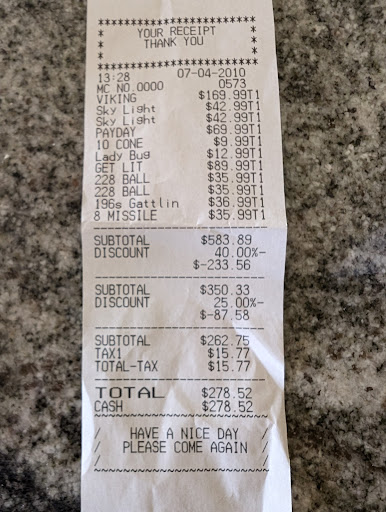 ****************************
* YOUR RECEIPT *
* THANK YOU *
* *
****************************
13:28 07-04-2010
MC NO.0000 0573
VIKING $169.99T1
Sky Light $42.99T1
Sky Light $42.99T1
PAYDAY $69.99T1
10 CONE $9.99T1
Lady Bug $12.99T1
GET LIT $89.99T1
228 BALL $35.99T1
228 BALL $35.99T1
196s Gattlin $36.99T1
8 MISSILE $35.99T1
SUBTOTAL $583.89
DISCOUNT 40.00%-
$-233.56
SUBTOTAL $350.33
DISCOUNT 25.00%-
$-87.58
SUBTOTAL $262.75
TAX1 $15.77
TOTAL-TAX $15.77
TOTAL $278.52
CASH $278.52
/ HAVE A NICE DAY /
/ PLEASE COME AGAIN /